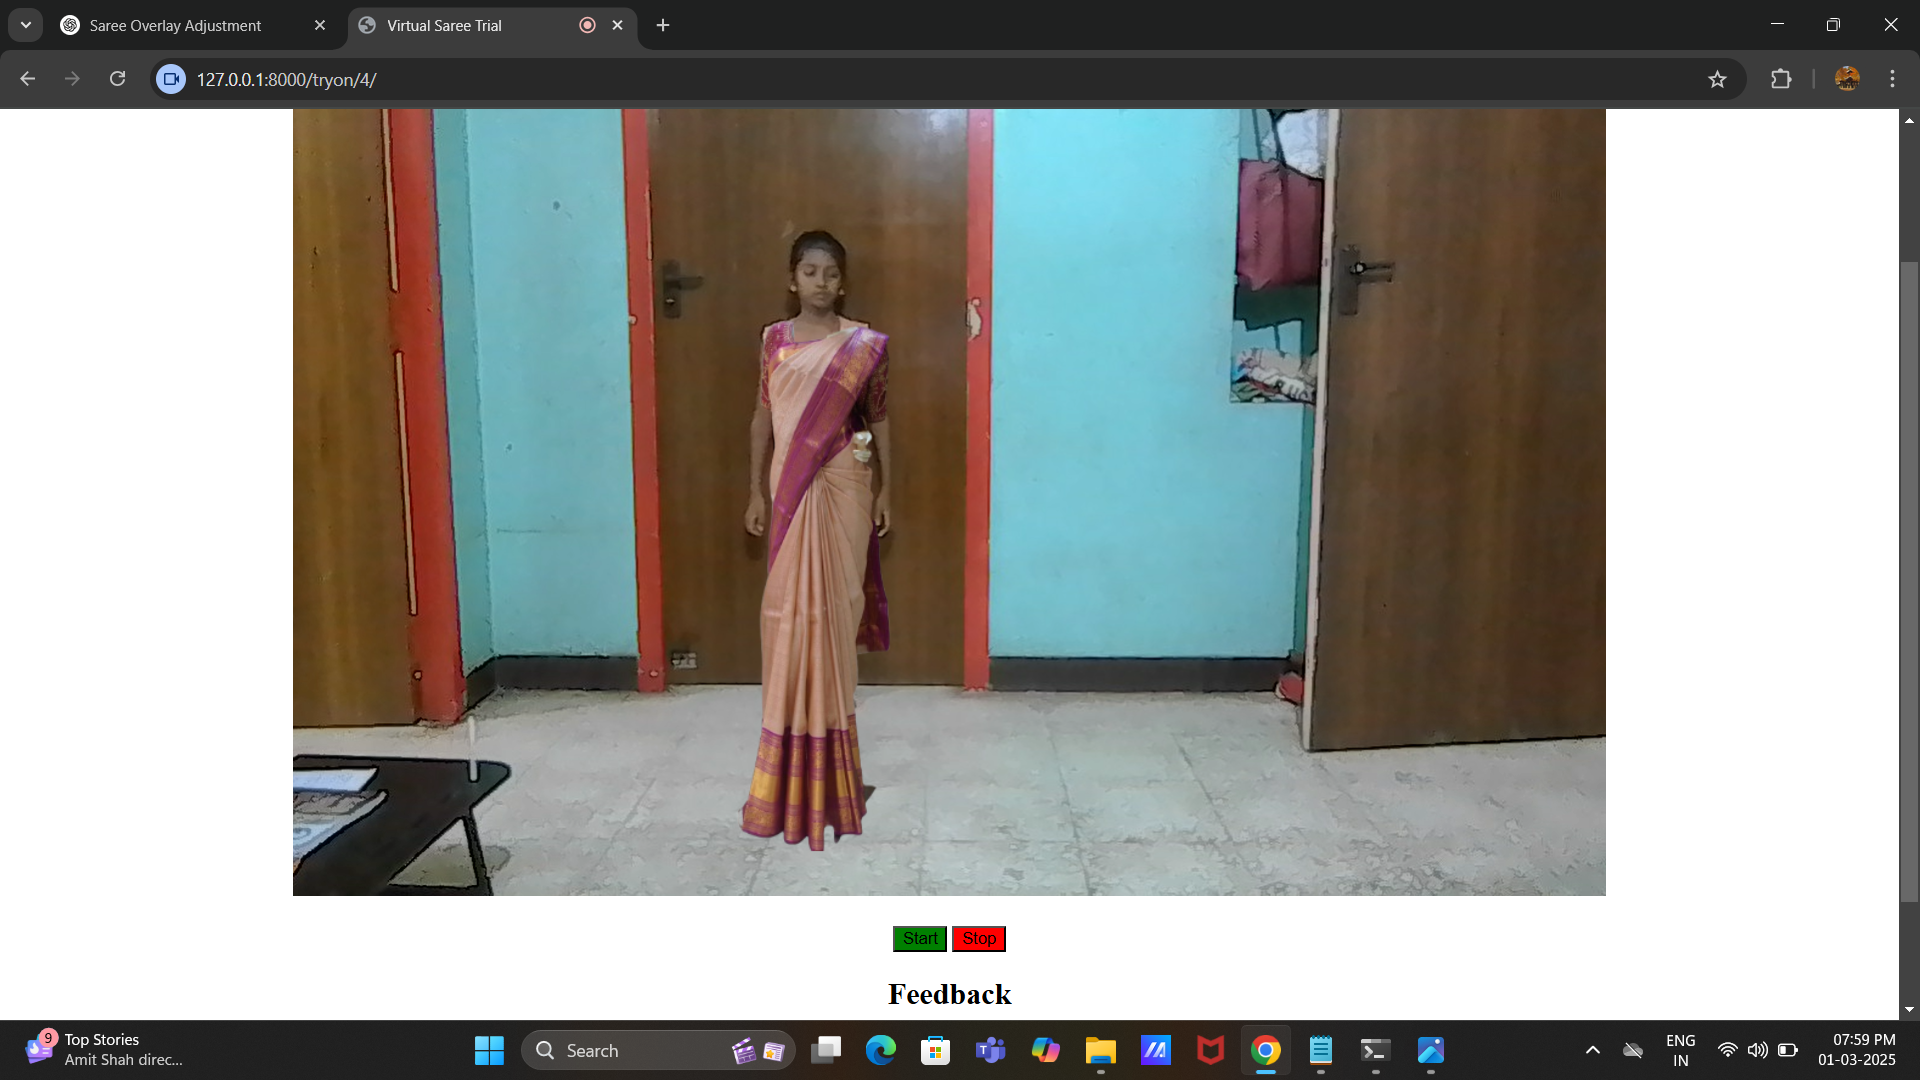 Saree Overlay Adjustment
Virtual Saree Trial
127.0.0.1:8000/tryon/4/
Start Stop
Feedback
9
Top Stories
Amit Shah direc...
Search
ENG
IN
07:59 PM
01-03-2025